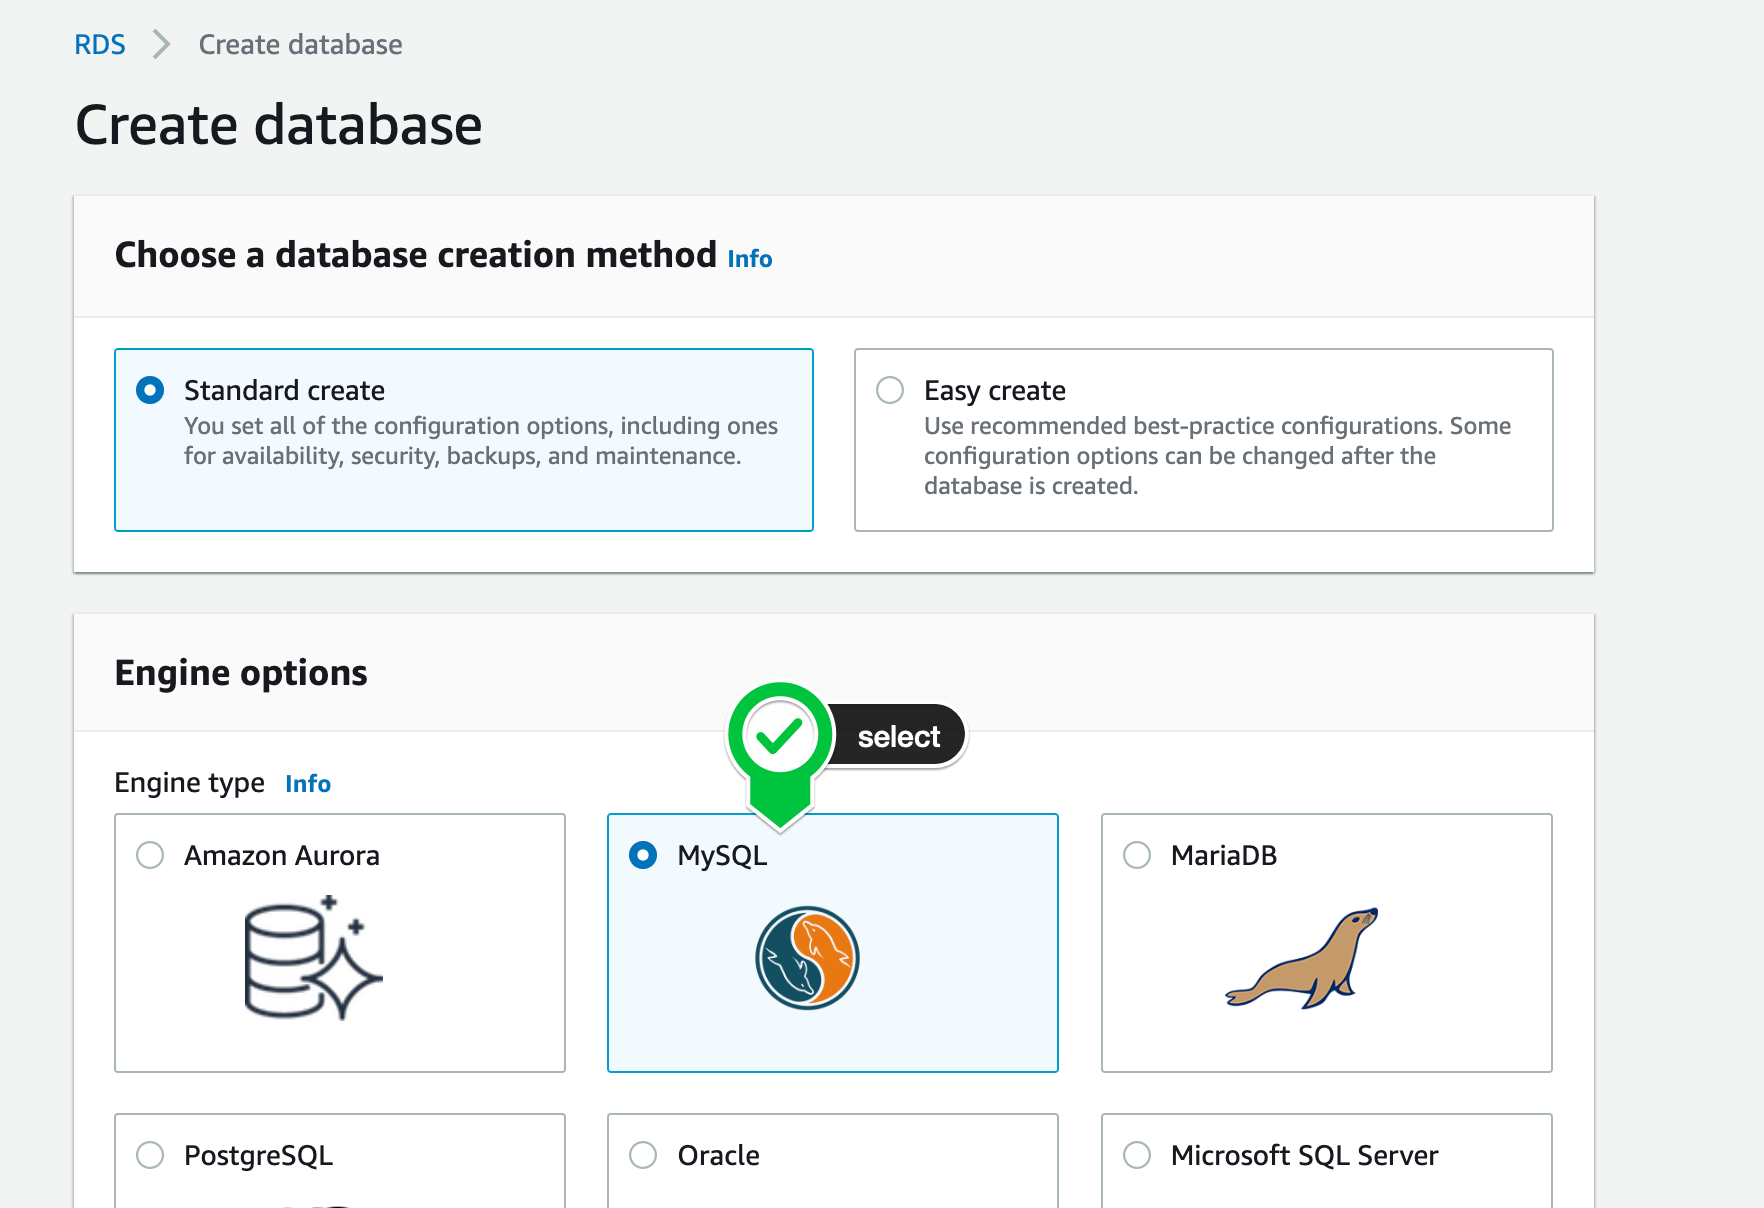 RDS > Create database
Create database
Choose a database creation method Info
Standard create
You set all of the configuration options, including ones
for availability, security, backups, and maintenance.
Easy create
Use recommended best-practice configurations. Some
configuration options can be changed after the
database is created.
Engine options
select
Engine type Info
Amazon Aurora
MySQL
MariaDB
PostgreSQL
Oracle
Microsoft SQL Server